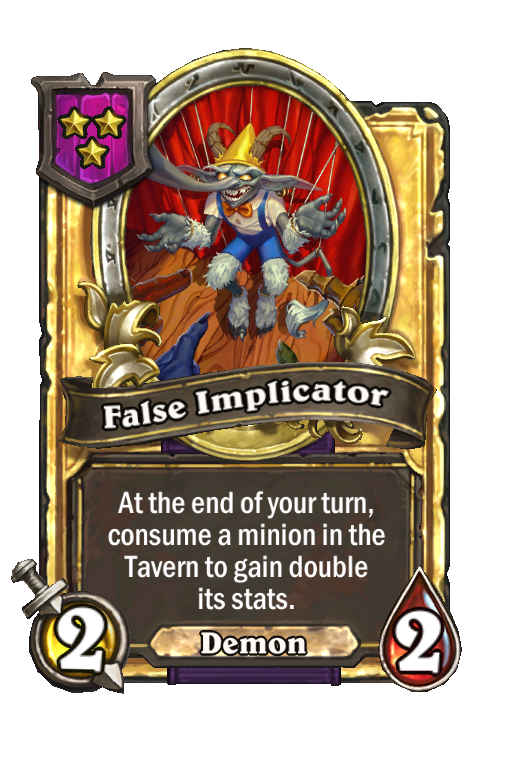 False Implicator
At the end of your turn,
consume a minion in the
Tavern to gain double
its stats.
2
Demon
2